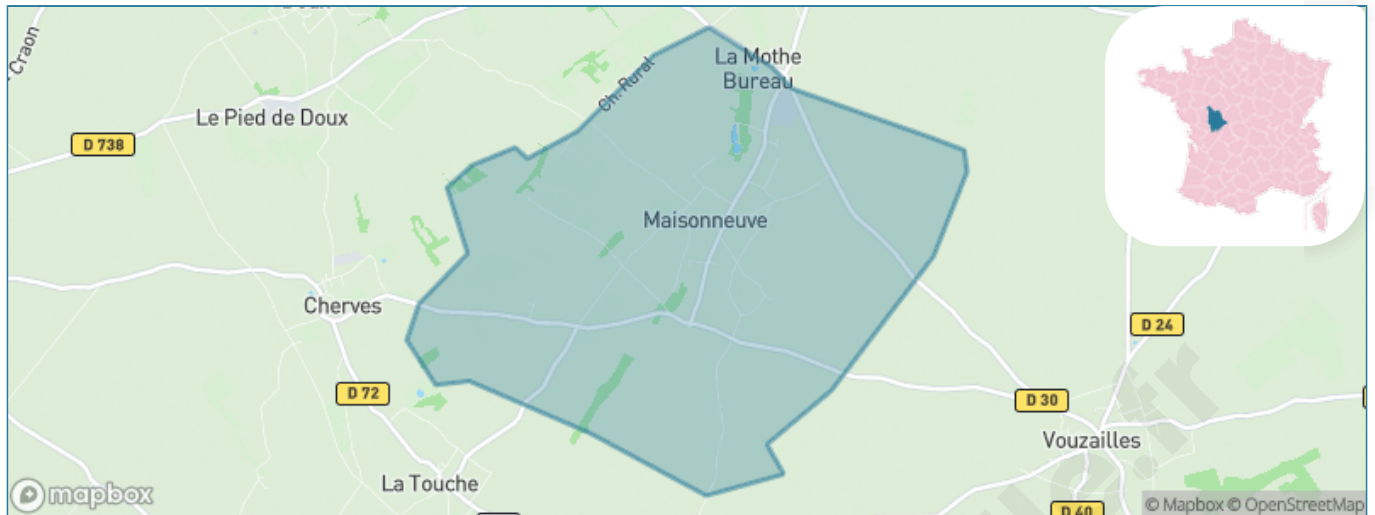 Craon
La Mothe
Bureau
Ch. Rural
Le Pied de Doux
D 738
Maisonneuve
Cherves
D 24
D 72
D 30
Vouzailles
La Touche
mapbox
© Mapbox © OpenStreetMap
D 40